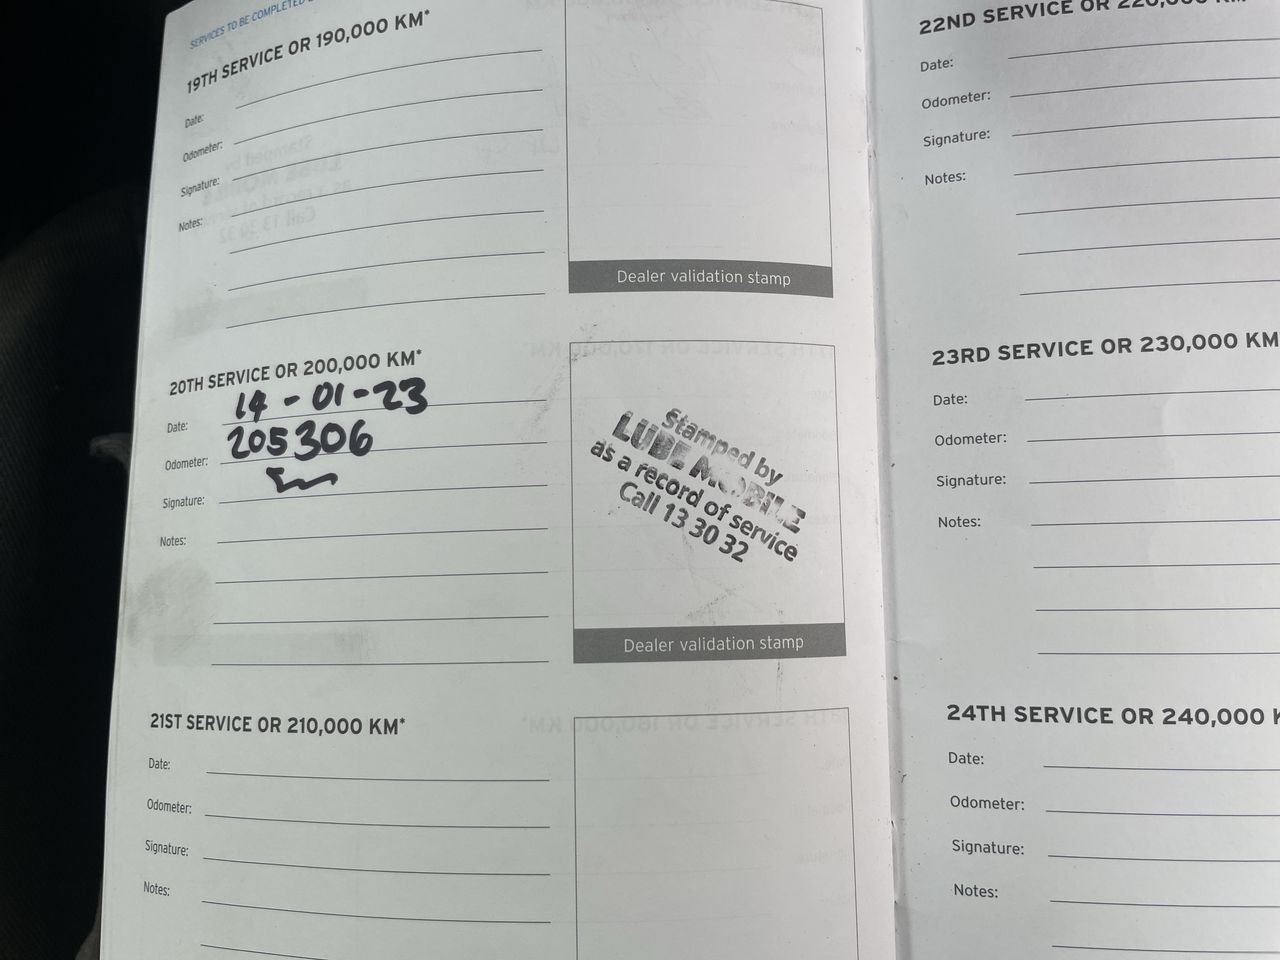 SERVICES TO BE COMPLETED
19TH SERVICE OR 190,000 KM*
Date:
Odometer:
Signature:
Notes:
Dealer validation stamp
20TH SERVICE OR 200,000 KM*
Date: 14-01-23
Odometer: 205306
Signature:
Notes:
Stamped by
LUBE MOBILE
as a record of service
Call 13 30 32
Dealer validation stamp
21ST SERVICE OR 210,000 KM*
Date:
Odometer:
Signature:
Notes:
22ND SERVICE OR 220,000 KM*
Date:
Odometer:
Signature:
Notes:
23RD SERVICE OR 230,000 KM
Date:
Odometer:
Signature:
Notes:
24TH SERVICE OR 240,000 K
Date:
Odometer:
Signature:
Notes: